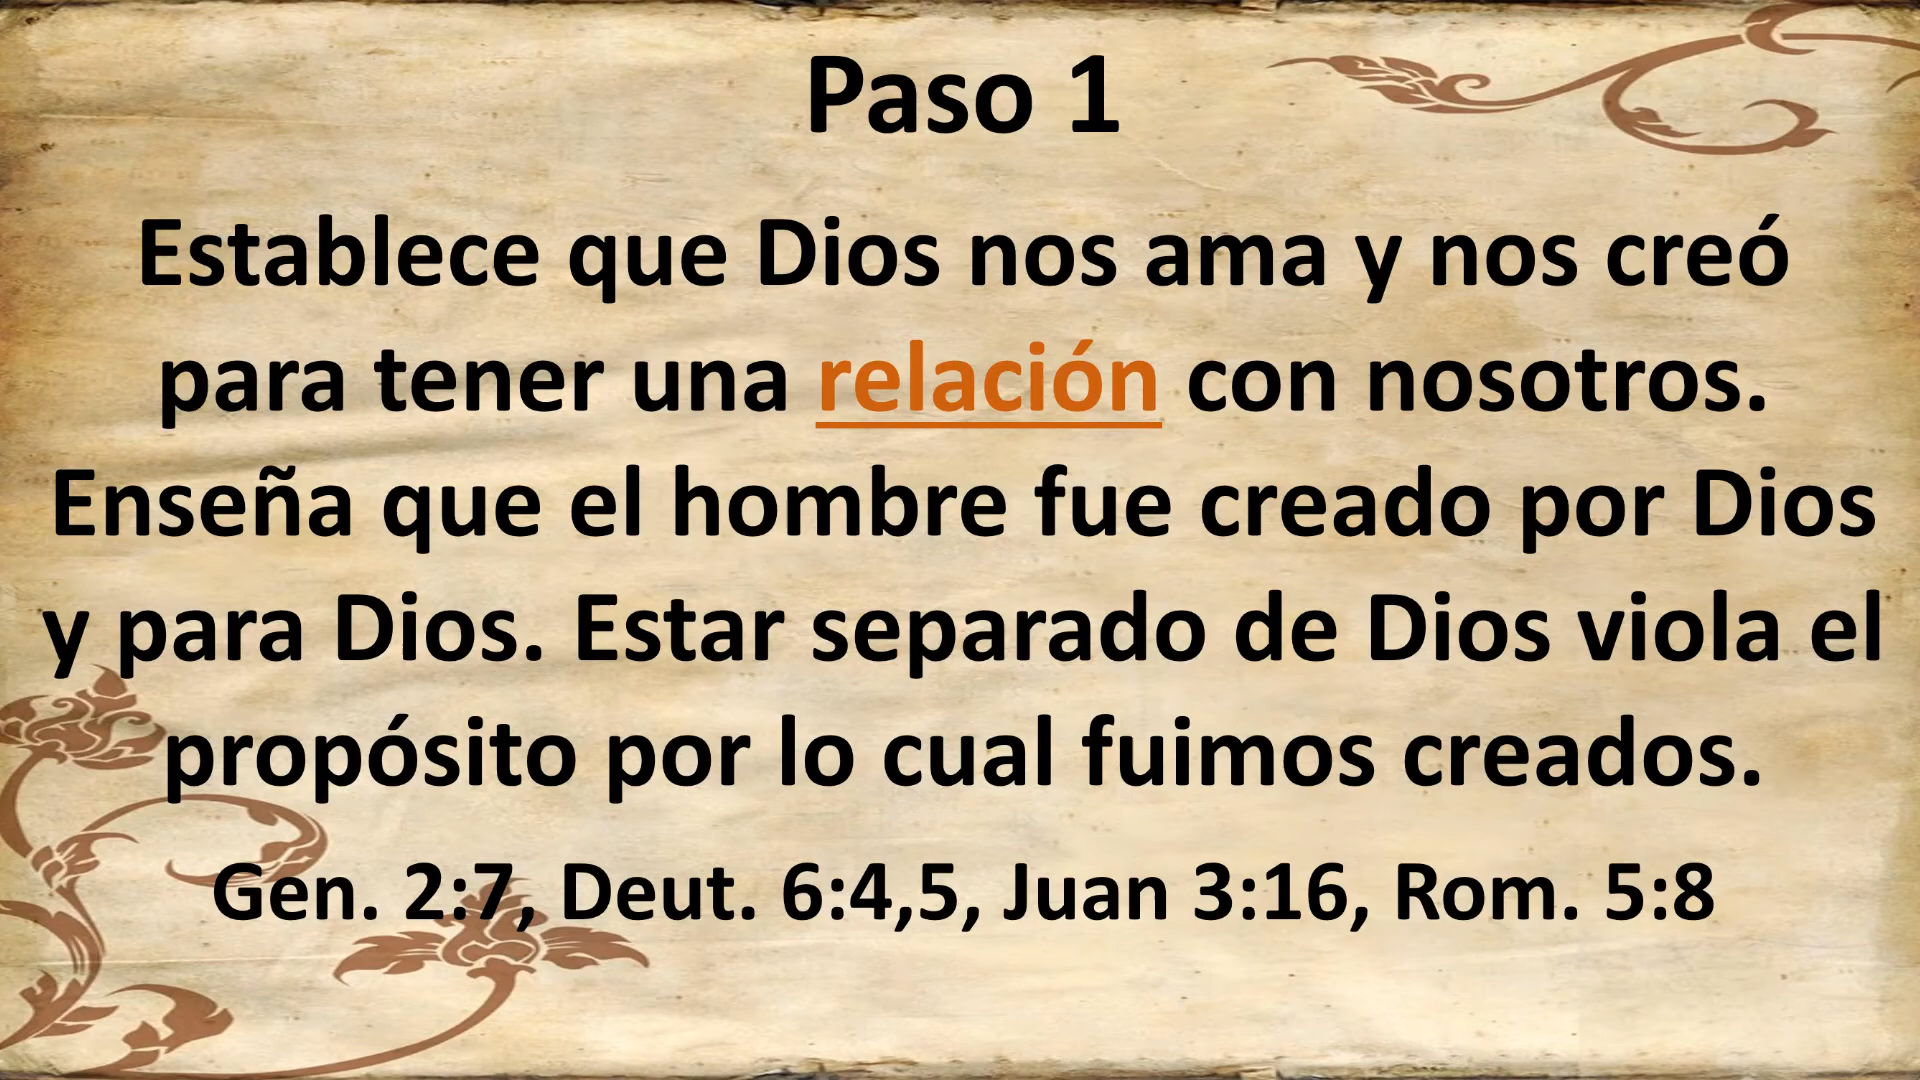 Paso 1
Establece que Dios nos ama y nos creó
para tener una relación con nosotros.
Enseña que el hombre fue creado por Dios
y para Dios. Estar separado de Dios viola el
propósito por lo cual fuimos creados.
Gen. 2:7, Deut. 6:4,5, Juan 3:16, Rom. 5:8